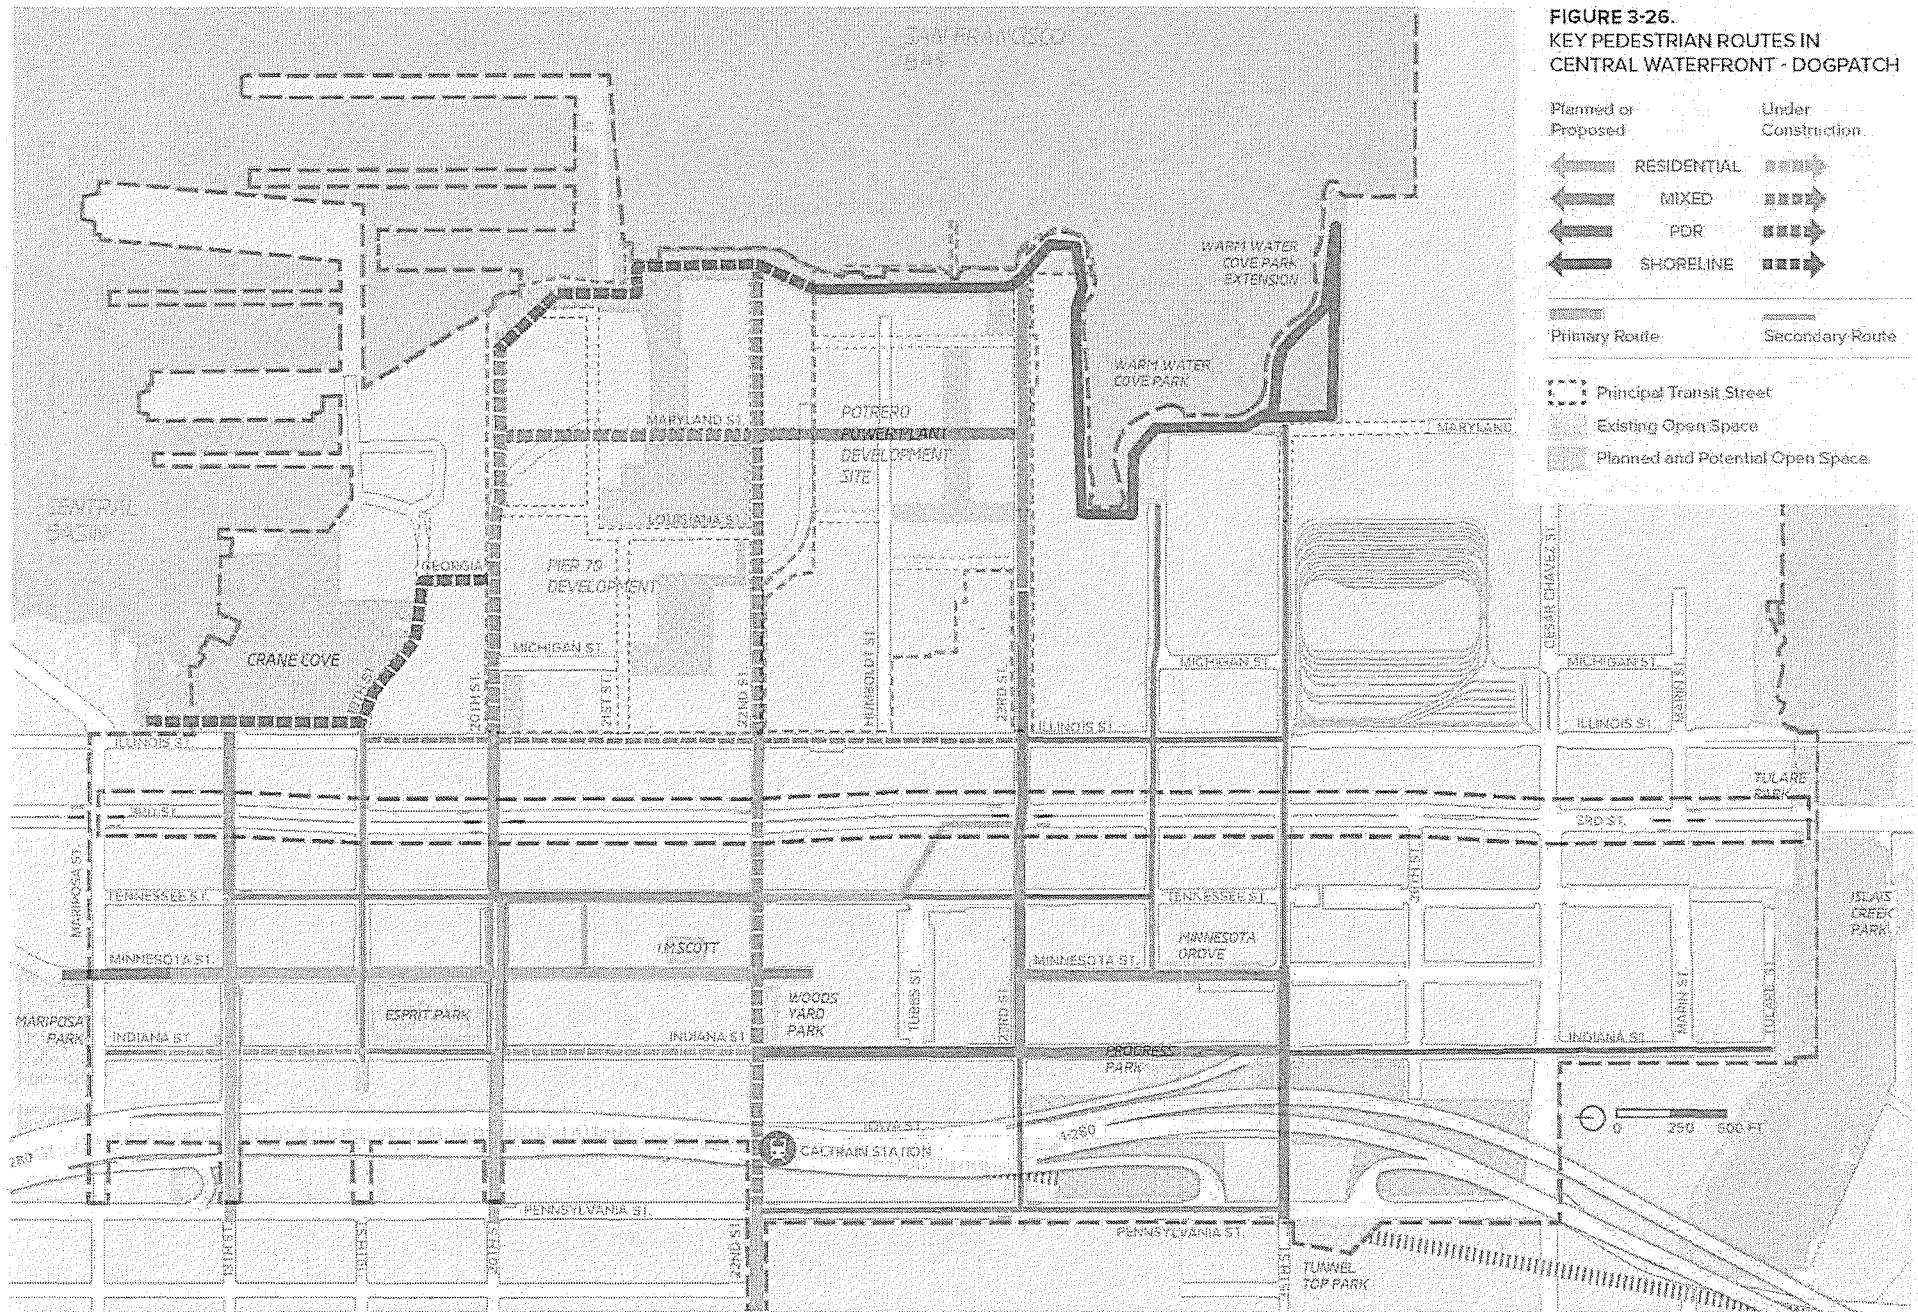 FIGURE 3-26.
KEY PEDESTRIAN ROUTES IN
CENTRAL WATERFRONT - DOGPATCH
Planned or
Proposed
Under
Construction
RESIDENTIAL
MIXED
PDR
SHORELINE
Primary Route
Secondary Route
Principal Transit Street
Existing Open Space
Planned and Potential Open Space
SAN FRANCISCO
BAY
WARM WATER
COVE PARK
EXTENSION
WARM WATER
COVE PARK
MARYLAND ST.
POTRERO
POWER PLANT
DEVELOPMENT
SITE
MARYLAND
CENTRAL
BASIN
LOUISIANA ST.
GEORGIA
PIER 70
DEVELOPMENT
CESAR CHAVEZ ST.
CRANE COVE
MICHIGAN ST.
MICHIGAN ST.
MICHIGAN ST.
19TH ST.
20TH ST.
21ST ST.
22ND ST.
HUMBOLDT ST.
23RD ST.
MARIN ST.
ILLINOIS ST.
ILLINOIS ST.
ILLINOIS ST.
TULARE
PARK
3RD ST.
3RD ST.
MARIPOSA ST.
TENNESSEE ST.
TENNESSEE ST.
26TH ST.
ISLAIS
CREEK
PARK
I.M.SCOTT
MINNESOTA
GROVE
MINNESOTA ST.
MINNESOTA ST.
MARIPOSA
PARK
ESPRIT PARK
WOODS
YARD
PARK
TUBBS ST.
23RD ST.
MARIN ST.
TULARE ST.
INDIANA ST.
INDIANA ST.
INDIANA ST.
PROGRESS
PARK
IOWA ST.
I-280
280
CALTRAIN STATION
0 250 500 FT
PENNSYLVANIA ST.
PENNSYLVANIA ST.
18TH ST.
19TH ST.
20TH ST.
22ND ST.
25TH ST.
TUNNEL
TOP PARK